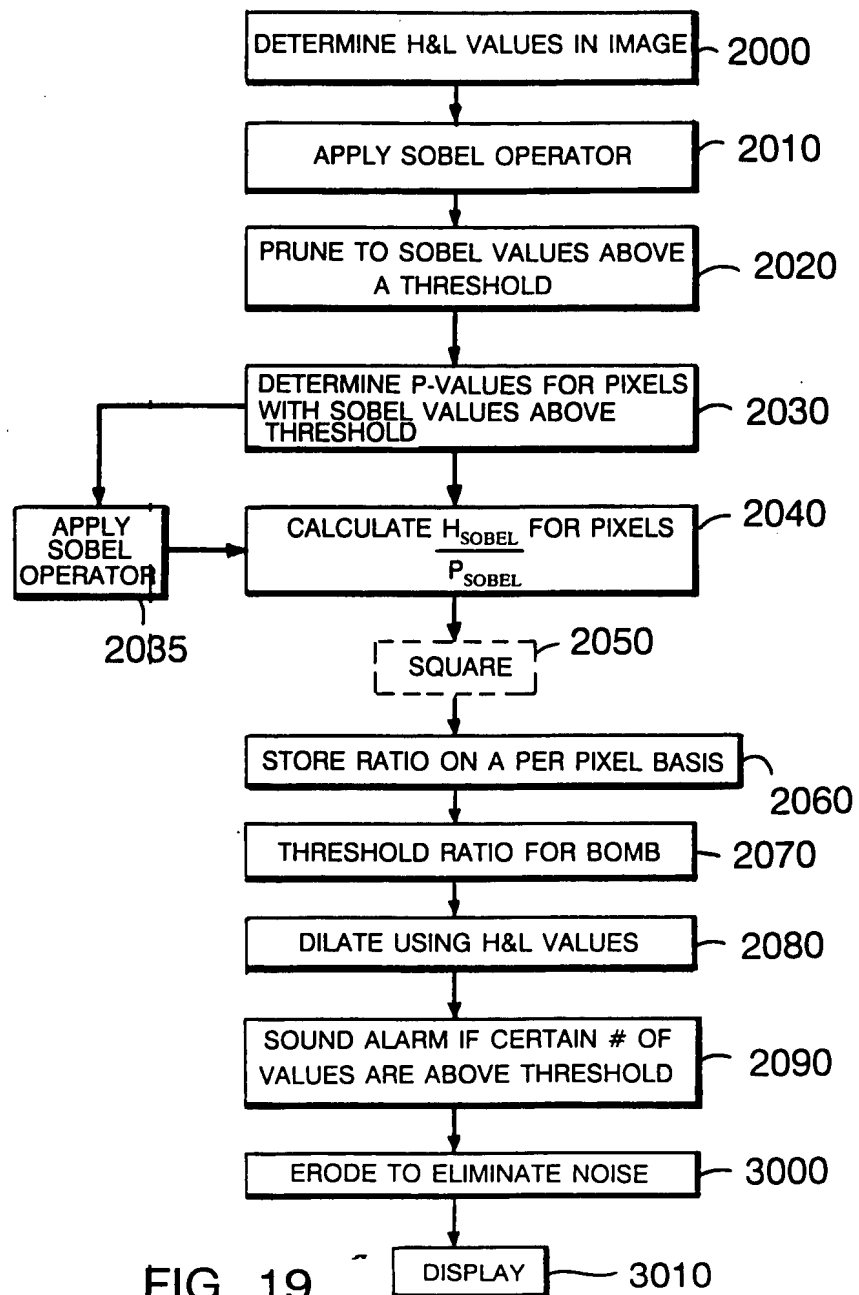 DETERMINE H&L VALUES IN IMAGE
2000
APPLY SOBEL OPERATOR
2010
PRUNE TO SOBEL VALUES ABOVE
A THRESHOLD
2020
DETERMINE P-VALUES FOR PIXELS
WITH SOBEL VALUES ABOVE
THRESHOLD
2030
APPLY
SOBEL
OPERATOR
2035
CALCULATE H_SOBEL FOR PIXELS
P_SOBEL
2040
SQUARE
2050
STORE RATIO ON A PER PIXEL BASIS
2060
THRESHOLD RATIO FOR BOMB
2070
DILATE USING H&L VALUES
2080
SOUND ALARM IF CERTAIN # OF
VALUES ARE ABOVE THRESHOLD
2090
ERODE TO ELIMINATE NOISE
3000
DISPLAY
3010
FIG. 19